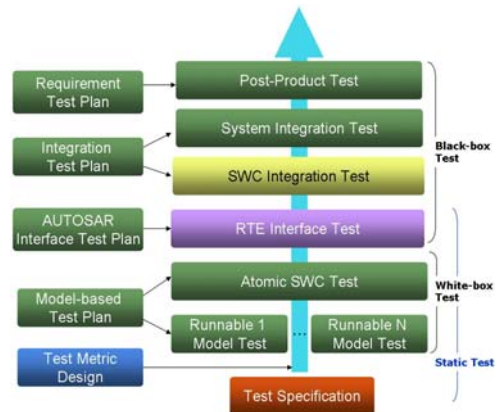 Requirement
Test Plan
Post-Product Test
System Integration Test
Integration
Test Plan
SWC Integration Test
Black-box
Test
AUTOSAR
Interface Test Plan
RTE Interface Test
Atomic SWC Test
White-box
Test
Model-based
Test Plan
Runnable 1
Model Test
...
Runnable N
Model Test
Test Metric
Design
Static Test
Test Specification